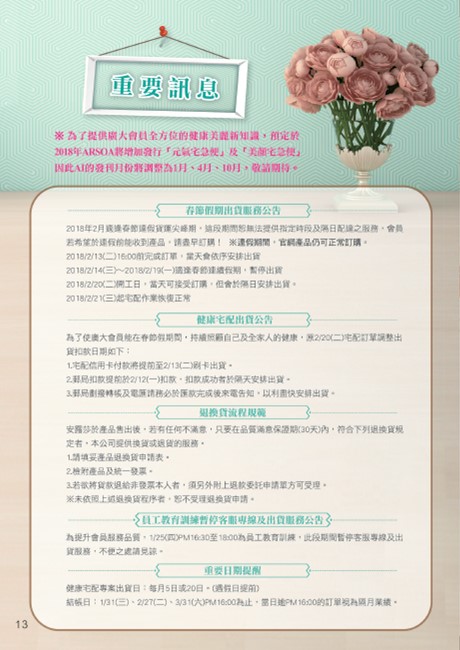 重要訊息
※ 為了提供廣大會員全方位的健康美麗新知識，預定於
2018年ARSOA將增加發行「元氣宅急便」及「美顏宅急便」
因此AI的發刊月份將調整為1月、4月、10月，敬請期待。
春節假期出貨服務公告
2018年2月適逢春節連假貨運尖峰期，這段期間恕無法提供指定時段及隔日配達之服務，會員
若希望於連假前能收到產品，請盡早訂購！ ※連假期間，官網產品仍可正常訂購。
2018/2/13(二)16:00前完成訂單，當天會依序安排出貨
2018/2/14(三)～2018/2/19(一)適逢春節連續假期，暫停出貨
2018/2/20(二)開工日，當天可接受訂購，但會於隔日安排出貨。
2018/2/21(三)起宅配作業恢復正常
健康宅配出貨公告
為了使廣大會員能在春節假期間，持續照顧自己及全家人的健康，原2/20(二)宅配訂單調整出
貨扣款日期如下：
1.宅配信用卡付款將提前至2/13(二)刷卡出貨。
2.郵局扣款提前於2/12(一)扣款，扣款成功者於隔天安排出貨。
3.郵局劃撥轉帳及電匯請務必於匯款完成後來電告知，以利盡快安排出貨。
退換貨流程規範
安露莎於產品售出後，若有任何不滿意，只要在品質滿意保證期(30天)內，符合下列退換貨規
定者，本公司提供換貨或退貨的服務。
1.請填妥產品退換貨申請表。
2.檢附產品及統一發票。
3.若欲將貨款退給非發票本人者，須另外附上退款委託申請單方可受理。
※未依照上述退換貨程序者，恕不受理退換貨申請。
員工教育訓練暫停客服專線及出貨服務公告
為提升會員服務品質，1/25(四)PM16:30至18:00為員工教育訓練，此段期間暫停客服專線及出
貨服務，不便之處請見諒。
重要日期提醒
健康宅配專案出貨日：每月5日或20日。(遇假日提前)
結帳日：1/31(三)、2/27(二)、3/31(六)PM16:00為止，當日逾PM16:00的訂單視為隔月業績。
13